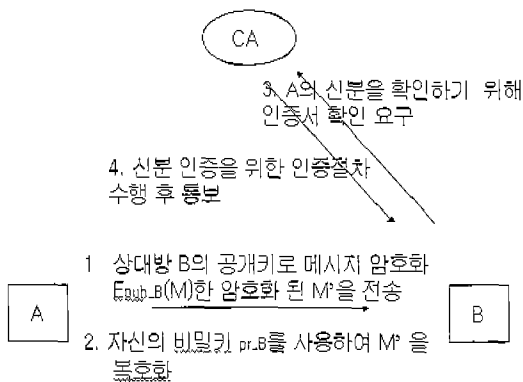 CA
3. A의 신분을 확인하기 위해
인증서 확인 요구
4. 신분 인증을 위한 인증절차
수행 후 통보
1 상대방 B의 공개키로 메시지 암호화
Epub_B(M)한 암호화 된 M'을 전송
A
B
2. 자신의 비밀키 pr_B를 사용하여 M' 을
복호화